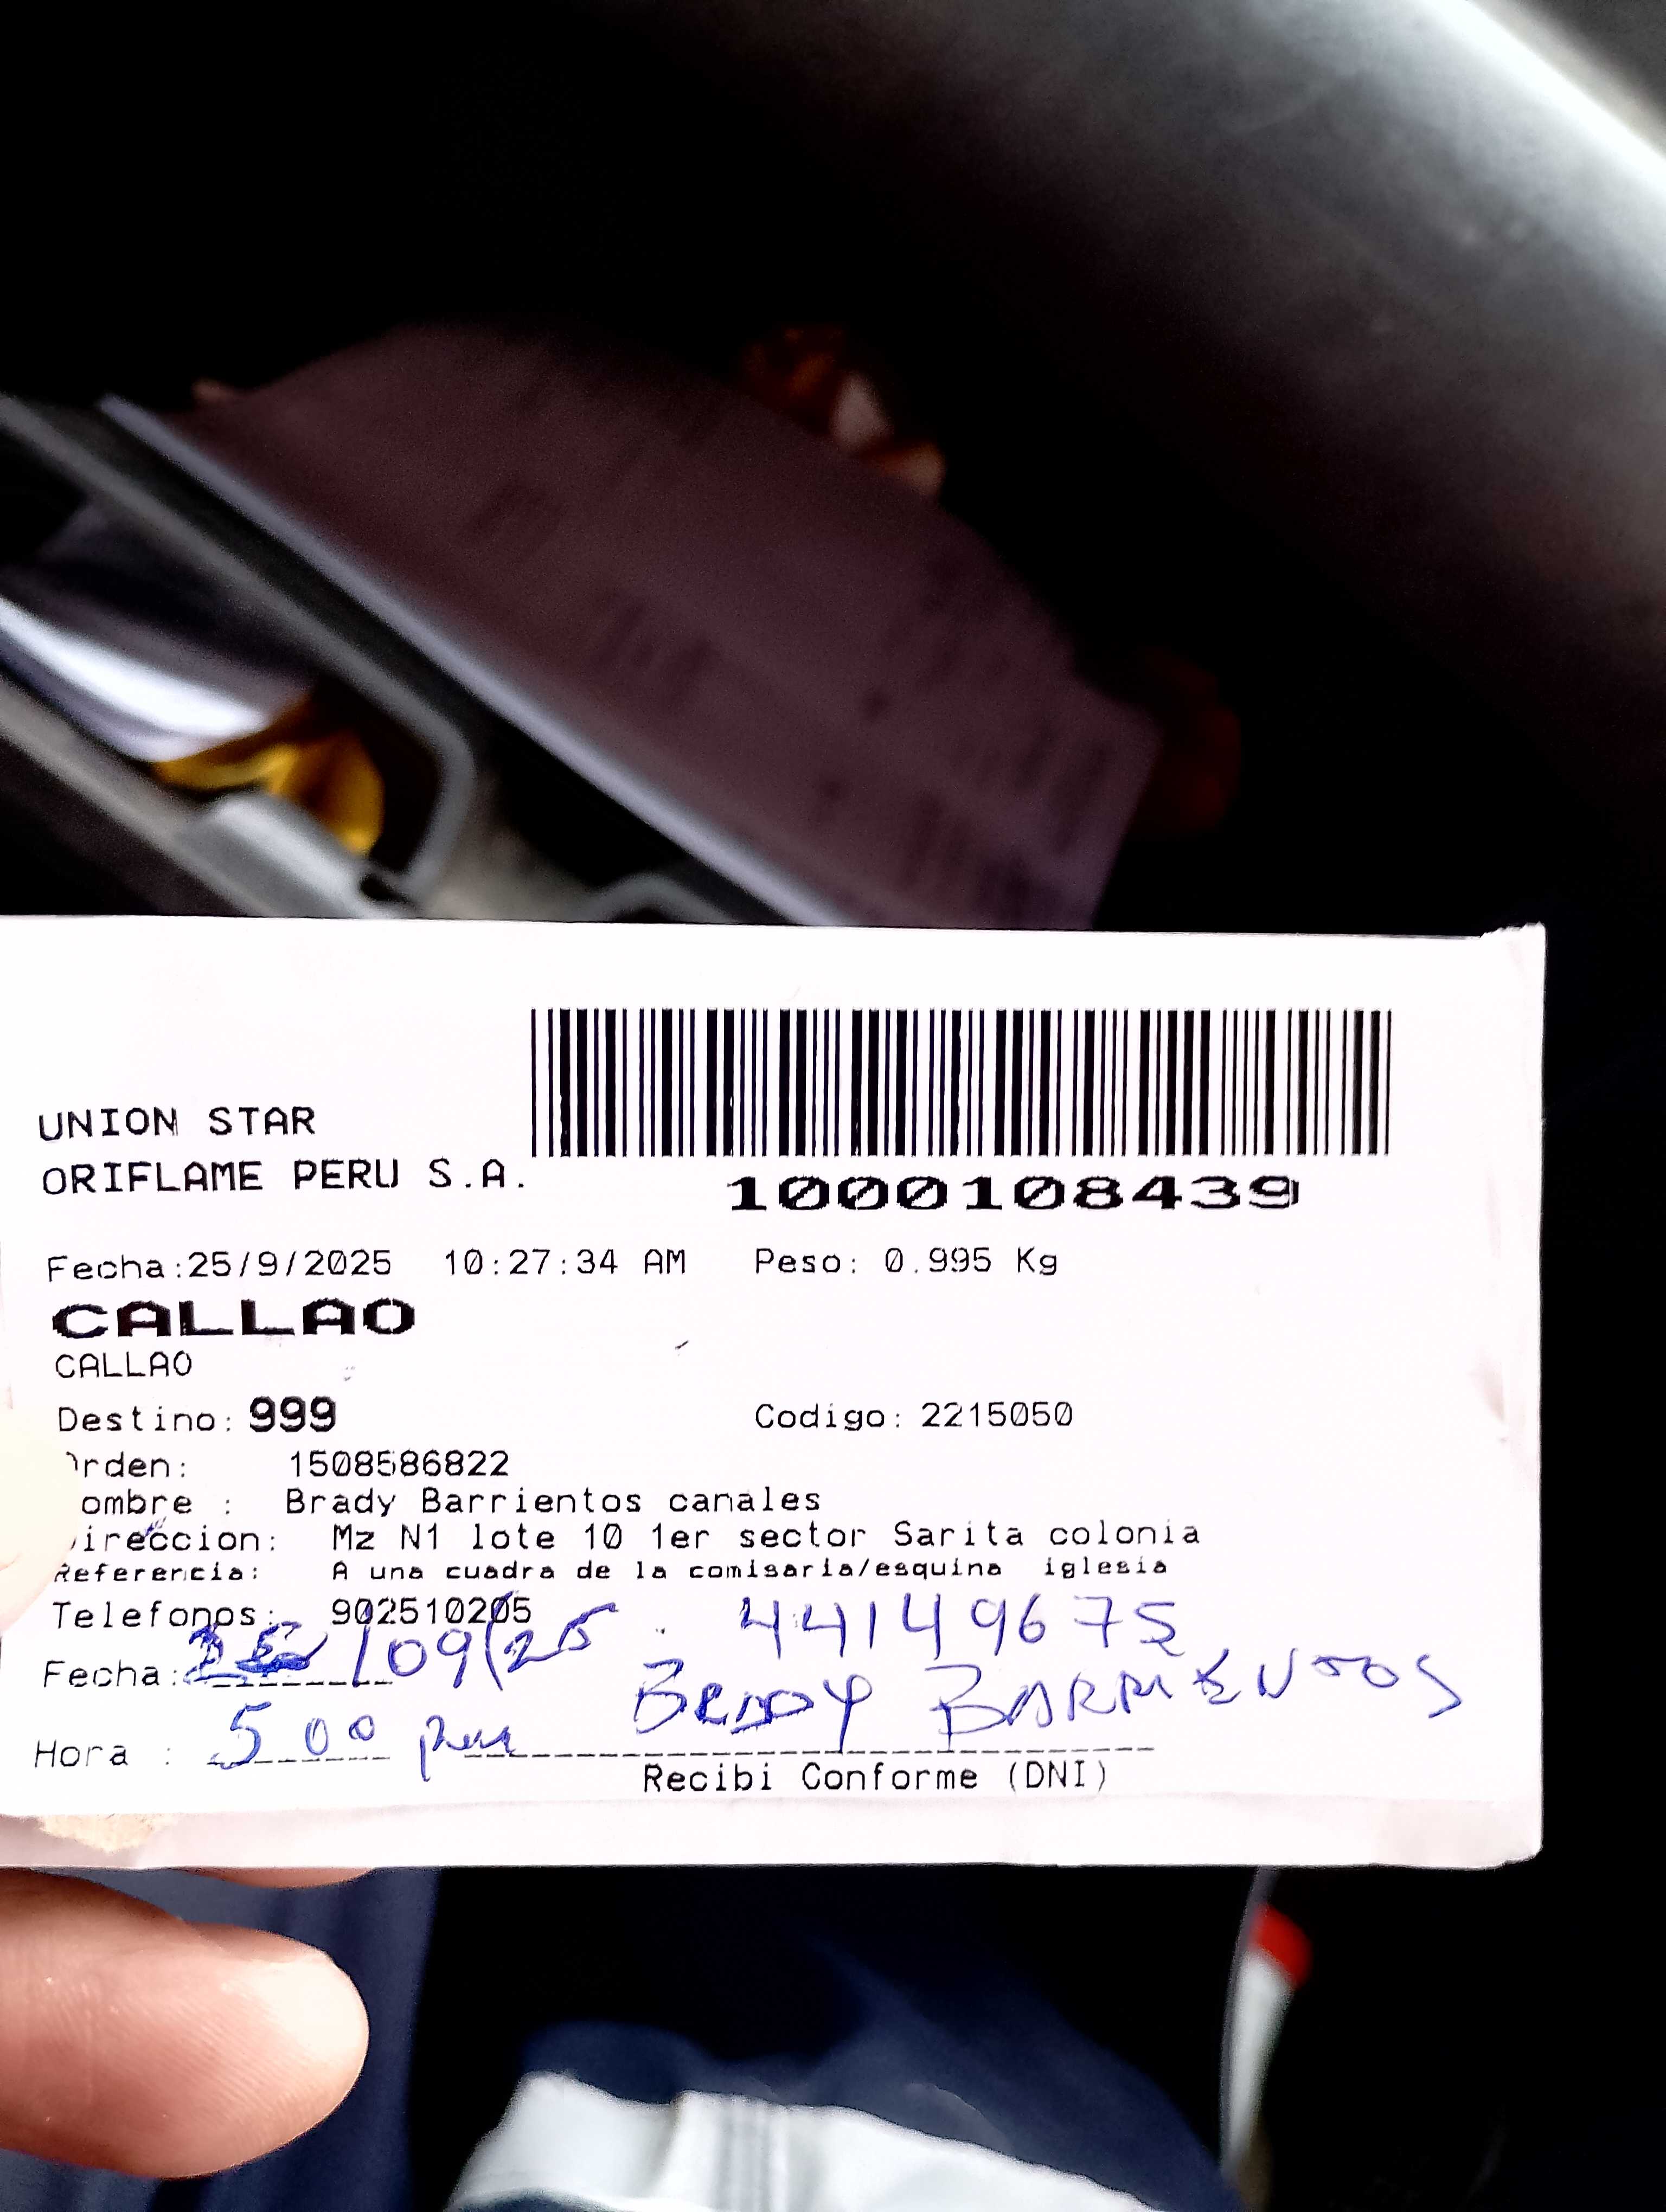 UNION STAR
ORIFLAME PERU S.A.
1000108439
Fecha:25/9/2025 10:27:34 AM Peso: 0.995 Kg
CALLAO
CALLAO
Destino: 999 Codigo: 2215050
rden: 1508586822
ombre : Brady Barrientos canales
ireccion: Mz N1 lote 10 1er sector Sarita colonia
Referencia: A una cuadra de la comisaria/esquina iglesia
Telefonos: 902510205 44149675
Fecha: /09/25 BRADY BARRIENTOS
Hora : 5 00 pm
Recibi Conforme (DNI)